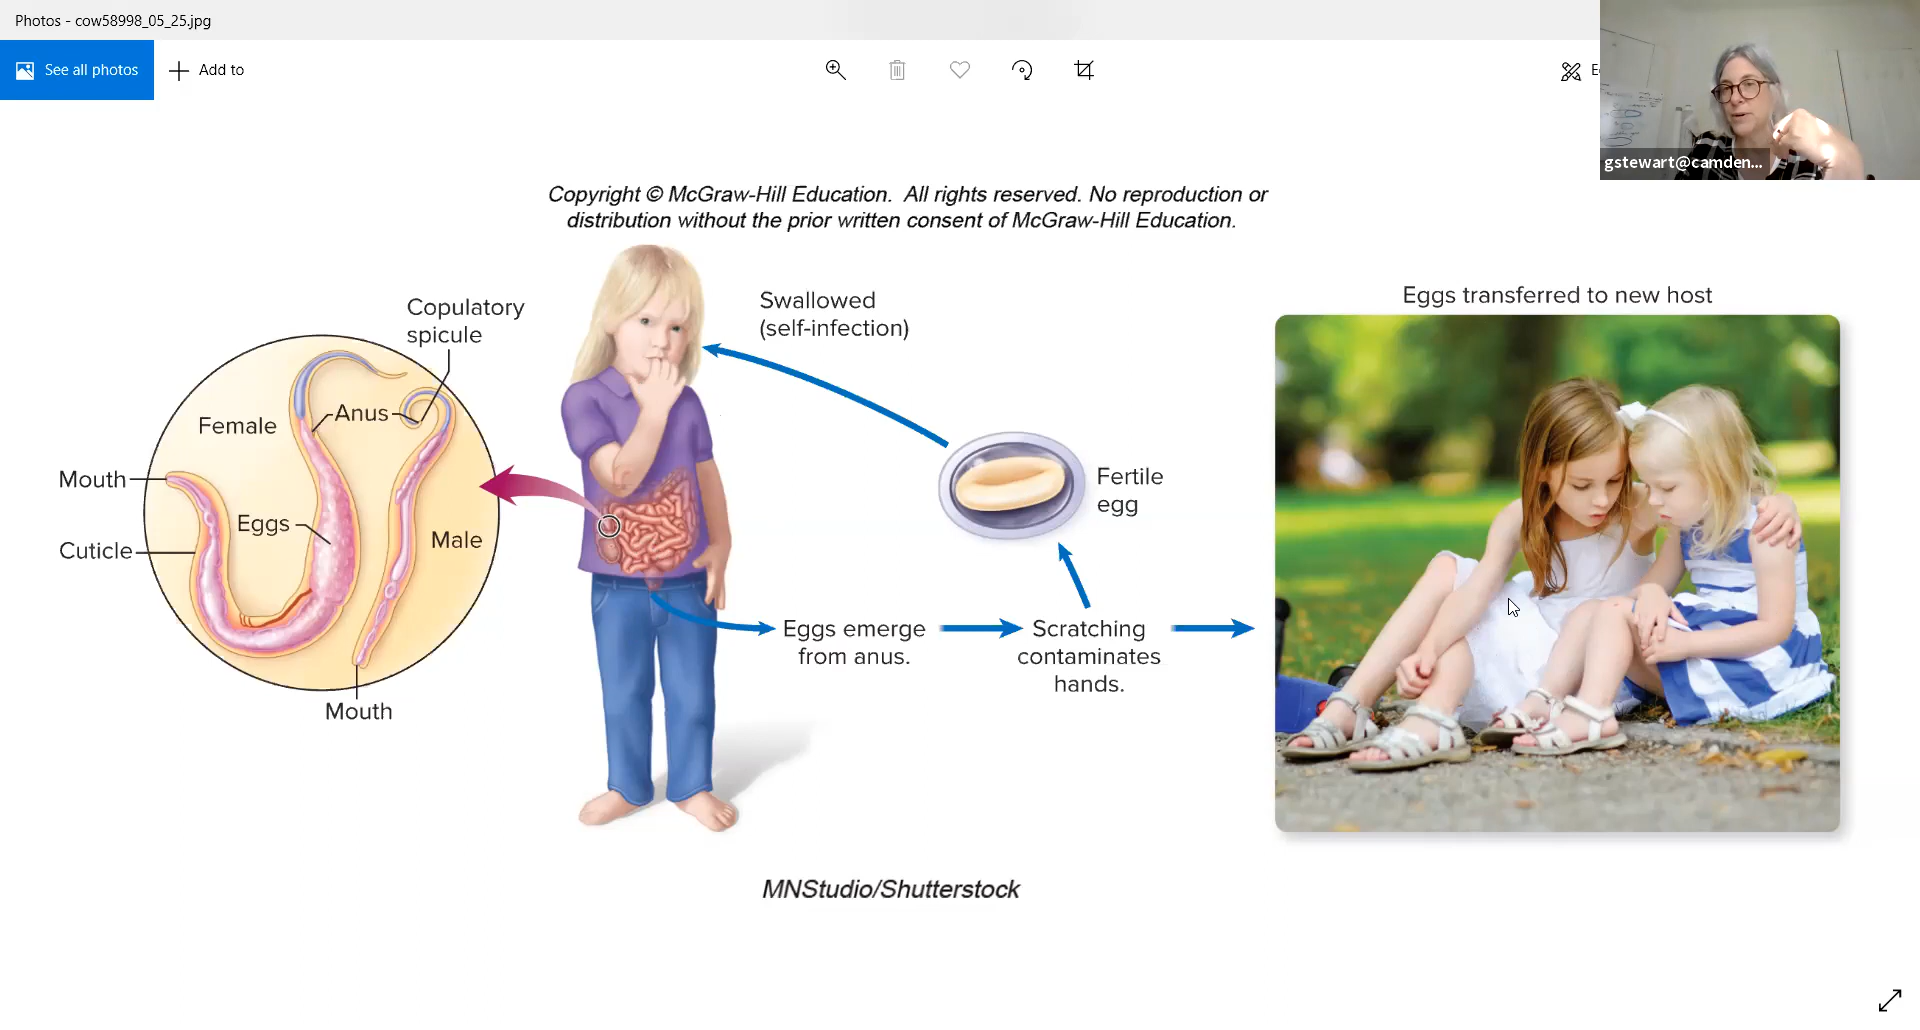 Photos - cow58998_05_25.jpg
See all photos
Add to
gstewart@camden...
Copyright © McGraw-Hill Education. All rights reserved. No reproduction or
distribution without the prior written consent of McGraw-Hill Education.
Copulatory
spicule
Female
Anus
Mouth
Eggs
Cuticle
Male
Mouth
Swallowed
(self-infection)
Fertile
egg
Eggs emerge
from anus.
Scratching
contaminates
hands.
Eggs transferred to new host
MNStudio/Shutterstock